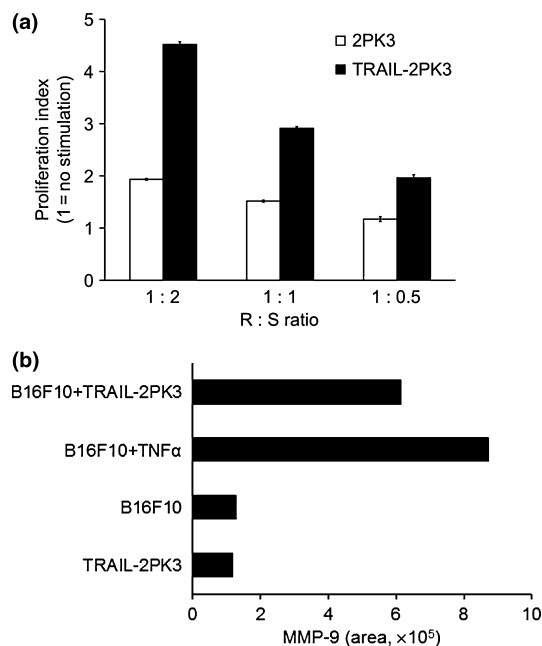 (a)
Proliferation index
(1 = no stimulation)
5
4
3
2
1
0
2PK3
TRAIL-2PK3
1 : 2
1 : 1
1 : 0.5
R : S ratio
(b)
B16F10+TRAIL-2PK3
B16F10+TNFα
B16F10
TRAIL-2PK3
0
2
4
6
8
10
MMP-9 (area, ×10⁵)